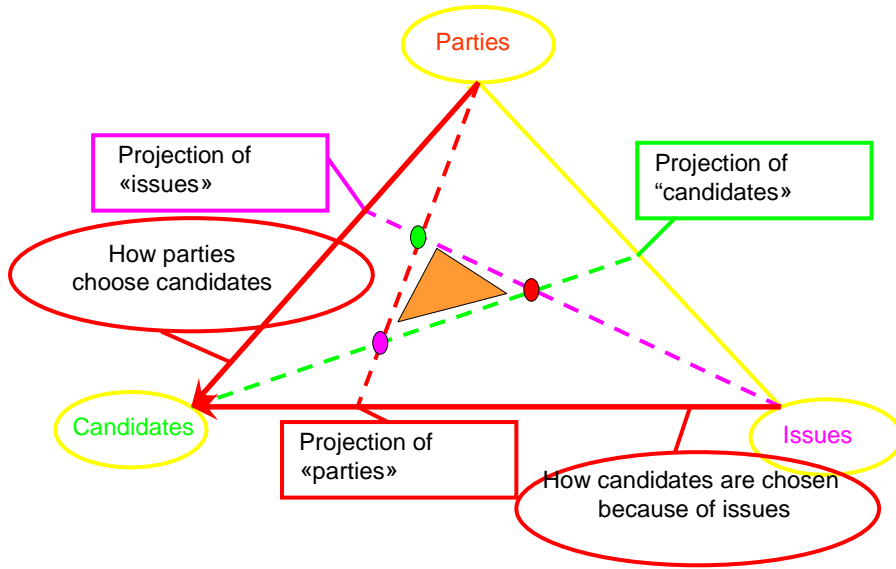 Parties
Projection of
«issues»
Projection of
“candidates»
How parties
choose candidates
Candidates
Projection of
«parties»
Issues
How candidates are chosen
because of issues